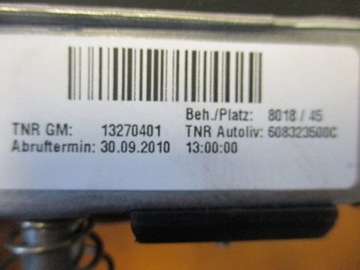 Beh./Platz: 8018 / 45
TNR GM: 13270401 TNR Autoliv: 608323500C
Abruftermin: 30.09.2010 13:00:00